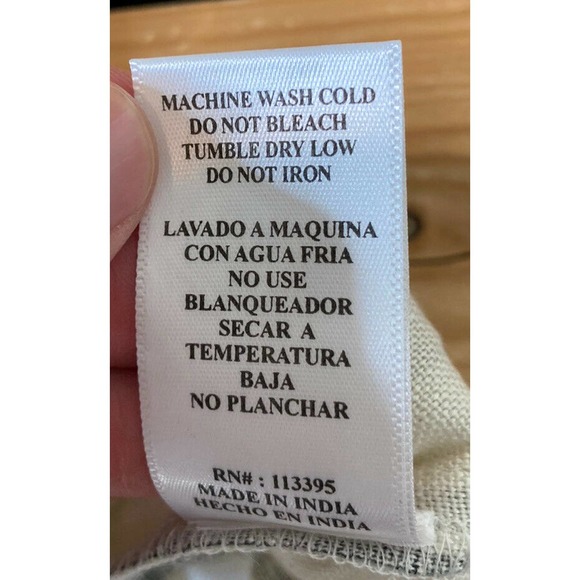 MACHINE WASH COLD
DO NOT BLEACH
TUMBLE DRY LOW
DO NOT IRON
LAVADO A MAQUINA
CON AGUA FRIA
NO USE
BLANQUEADOR
SECAR A
TEMPERATURA
BAJA
NO PLANCHAR
RN# : 113395
MADE IN INDIA
HECHO EN INDIA